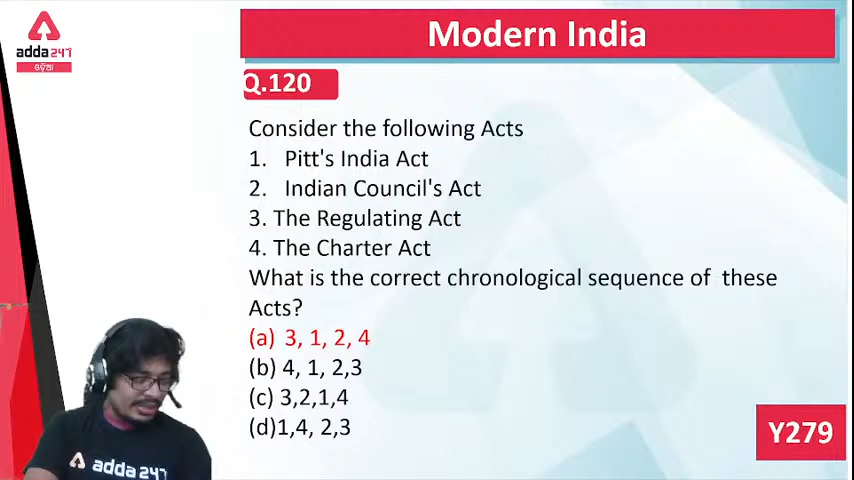 adda247
ଓଡ଼ିଆ
Modern India
Q.120
Consider the following Acts
1. Pitt's India Act
2. Indian Council's Act
3. The Regulating Act
4. The Charter Act
What is the correct chronological sequence of these
Acts?
(a) 3, 1, 2, 4
(b) 4, 1, 2,3
(c) 3,2,1,4
(d)1,4, 2,3
adda247
Y279